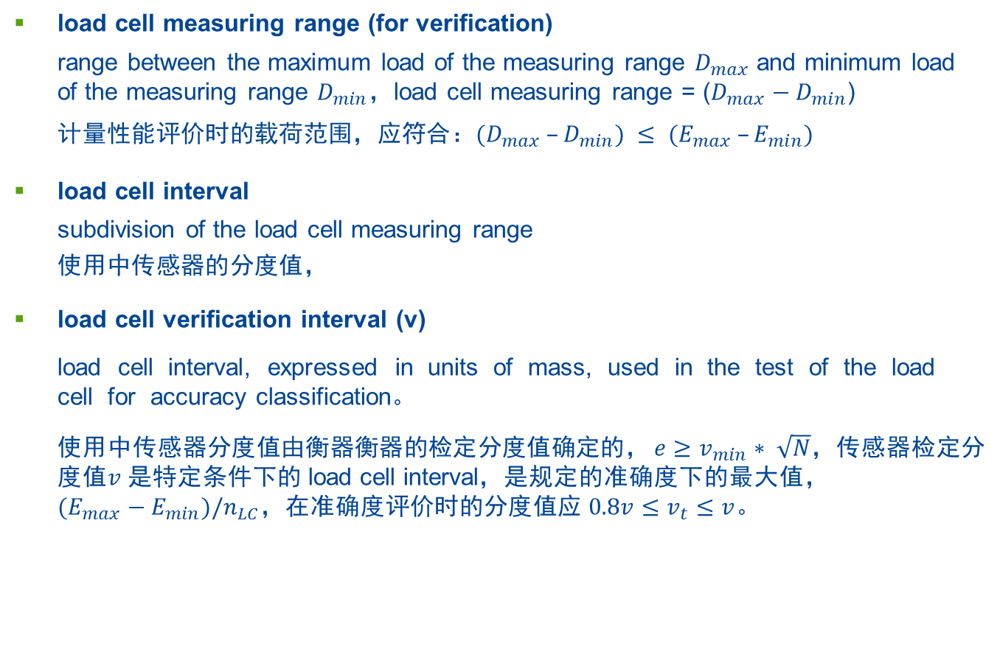 ▪ load cell measuring range (for verification)
range between the maximum load of the measuring range $D_{max}$ and minimum load
of the measuring range $D_{min}$，load cell measuring range = ($D_{max} - D_{min}$)
计量性能评价时的载荷范围，应符合：($D_{max}$ – $D_{min}$) ≤ ($E_{max}$ – $E_{min}$)
▪ load cell interval
subdivision of the load cell measuring range
使用中传感器的分度值，
▪ load cell verification interval (v)
load cell interval, expressed in units of mass, used in the test of the load
cell for accuracy classification。
使用中传感器分度值由衡器衡器的检定分度值确定的， $e \geq v_{min} * \sqrt{N}$，传感器检定分
度值$v$ 是特定条件下的 load cell interval，是规定的准确度下的最大值，
$(E_{max} - E_{min})/n_{LC}$，在准确度评价时的分度值应 $0.8v \leq v_t \leq v$。